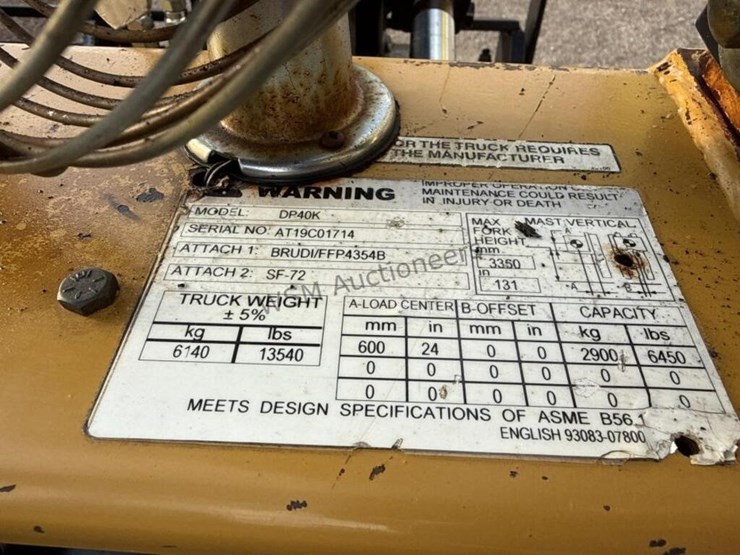 OR THE TRUCK REQUIRES
THE MANUFACTURER
WARNING
IMPROPER OPERATION
MAINTENANCE COULD RESULT
IN INJURY OR DEATH
MODEL: DP40K
SERIAL NO: AT19C01714
ATTACH 1: BRUDI/FFP4354B
ATTACH 2: SF-72
MAX FORK HEIGHT
mm
3350
in
131
MAST VERTICAL
A
B
TRUCK WEIGHT
± 5%
kg lbs
6140 13540
A-LOAD CENTER B-OFFSET CAPACITY
mm in mm in kg lbs
600 24 0 0 2900 6450
0 0 0 0 0 0
0 0 0 0 0 0
MEETS DESIGN SPECIFICATIONS OF ASME B56.1
ENGLISH 93083-07800
MCM Auctioneer